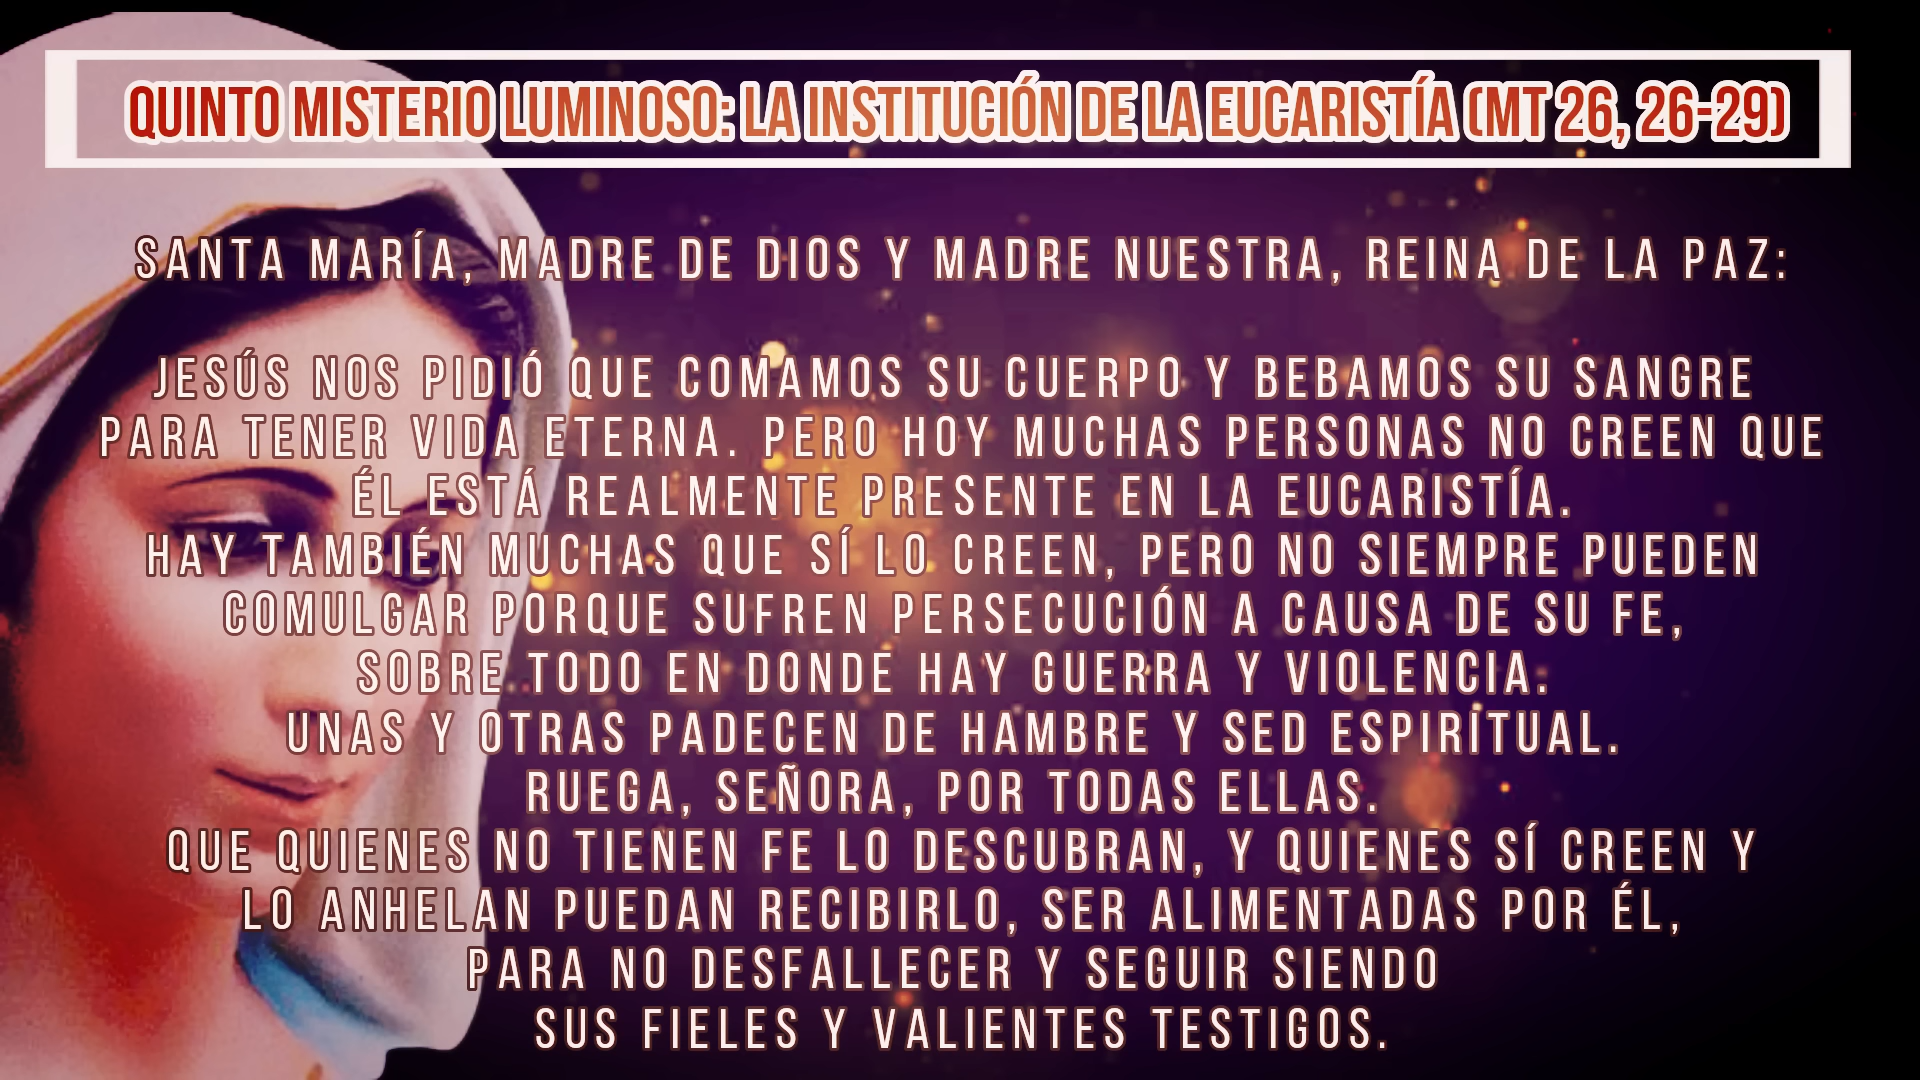 QUINTO MISTERIO LUMINOSO: LA INSTITUCIÓN DE LA EUCARISTÍA (MT 26, 26-29)
SANTA MARÍA, MADRE DE DIOS Y MADRE NUESTRA, REINA DE LA PAZ:
JESÚS NOS PIDIÓ QUE COMAMOS SU CUERPO Y BEBAMOS SU SANGRE
PARA TENER VIDA ETERNA. PERO HOY MUCHAS PERSONAS NO CREEN QUE
ÉL ESTÁ REALMENTE PRESENTE EN LA EUCARISTÍA.
HAY TAMBIÉN MUCHAS QUE SÍ LO CREEN, PERO NO SIEMPRE PUEDEN
COMULGAR PORQUE SUFREN PERSECUCIÓN A CAUSA DE SU FE,
SOBRE TODO EN DONDE HAY GUERRA Y VIOLENCIA.
UNAS Y OTRAS PADECEN DE HAMBRE Y SED ESPIRITUAL.
RUEGA, SEÑORA, POR TODAS ELLAS.
QUE QUIENES NO TIENEN FE LO DESCUBRAN, Y QUIENES SÍ CREEN Y
LO ANHELAN PUEDAN RECIBIRLO, SER ALIMENTADAS POR ÉL,
PARA NO DESFALLECER Y SEGUIR SIENDO
SUS FIELES Y VALIENTES TESTIGOS.